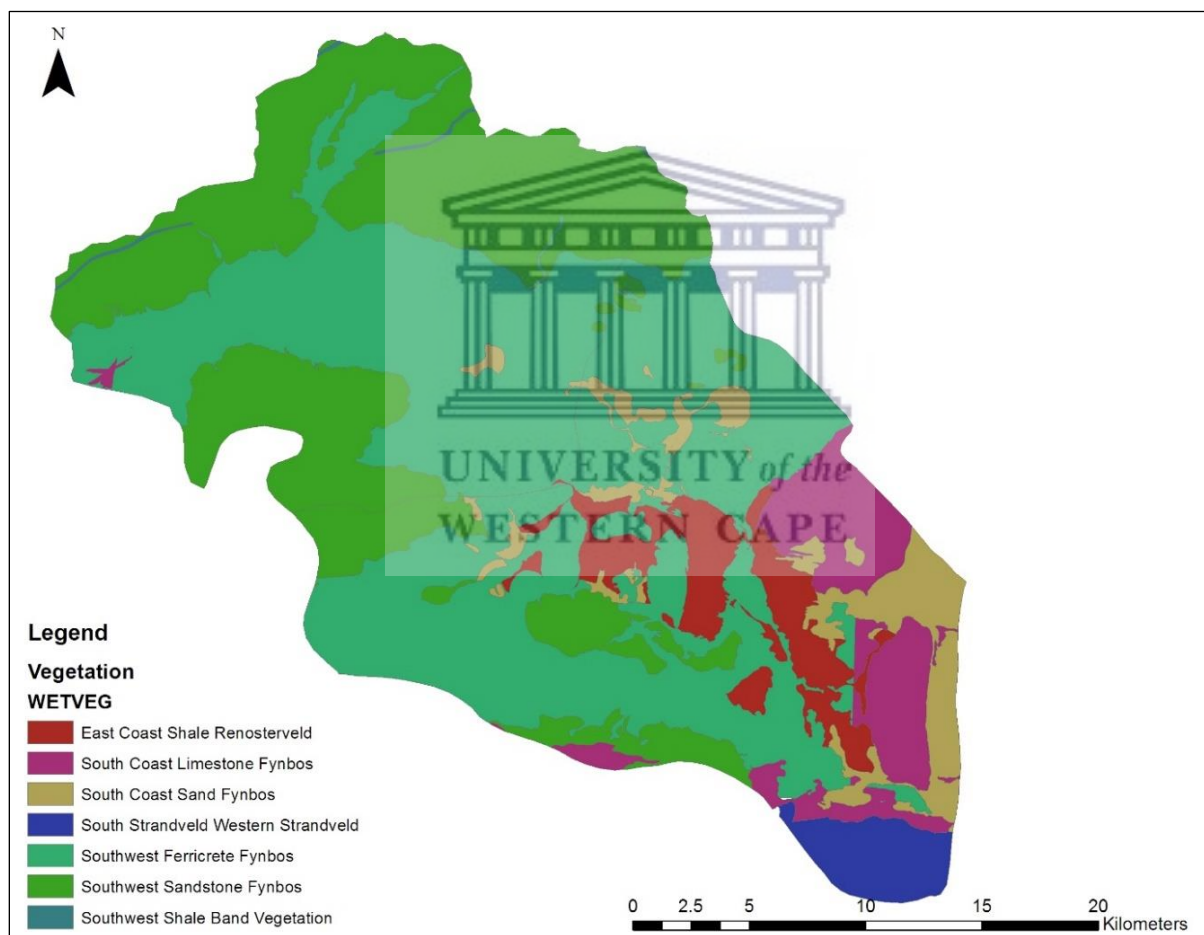 N
UNIVERSITY of the
WESTERN CAPE
Legend
Vegetation
WETVEG
East Coast Shale Renosterveld
South Coast Limestone Fynbos
South Coast Sand Fynbos
South Strandveld Western Strandveld
Southwest Ferricrete Fynbos
Southwest Sandstone Fynbos
Southwest Shale Band Vegetation
0 2.5 5 10 15 20
Kilometers